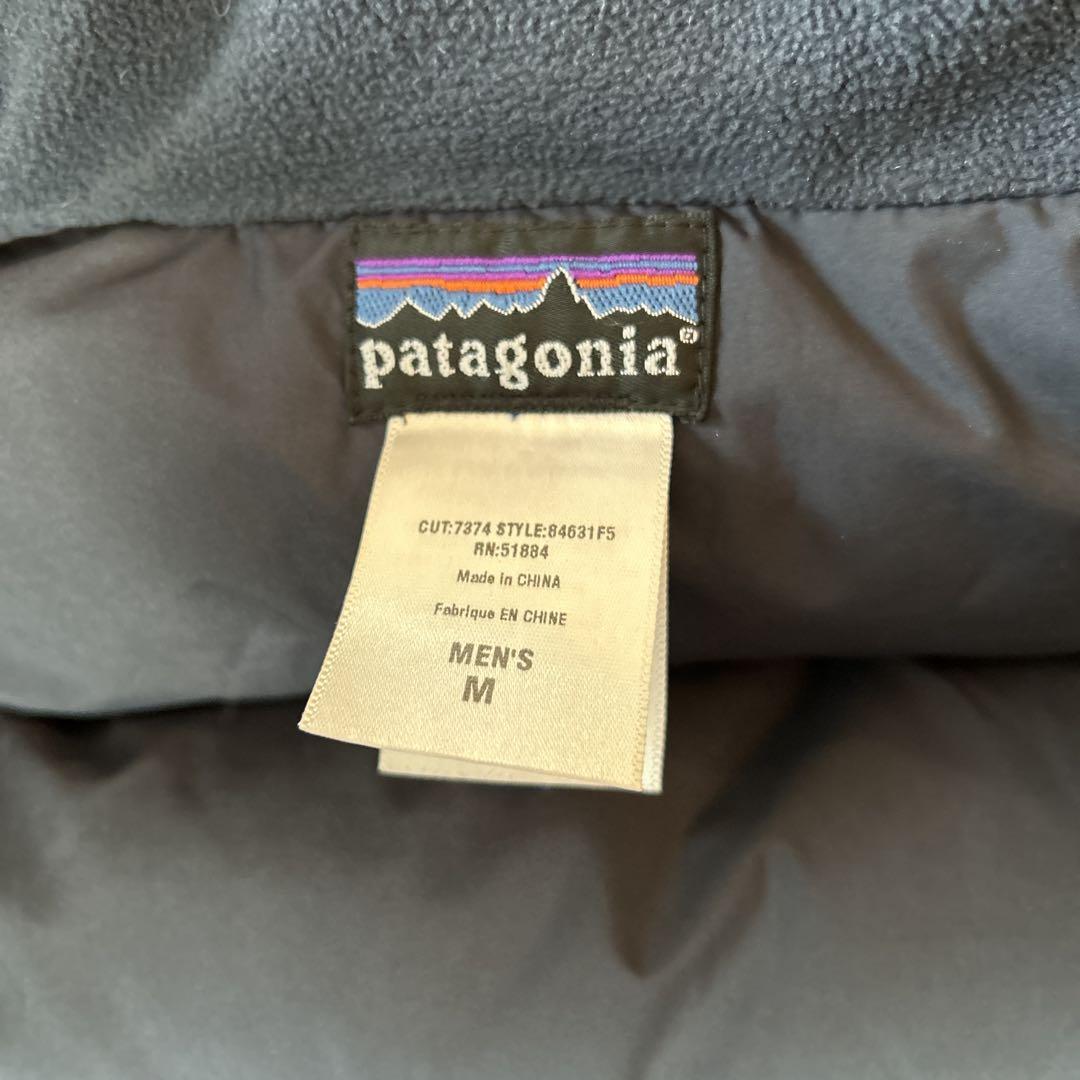 patagonia®
CUT:7374 STYLE:84631F5
RN:51884
Made in CHINA
Fabrique EN CHINE
MEN'S
M